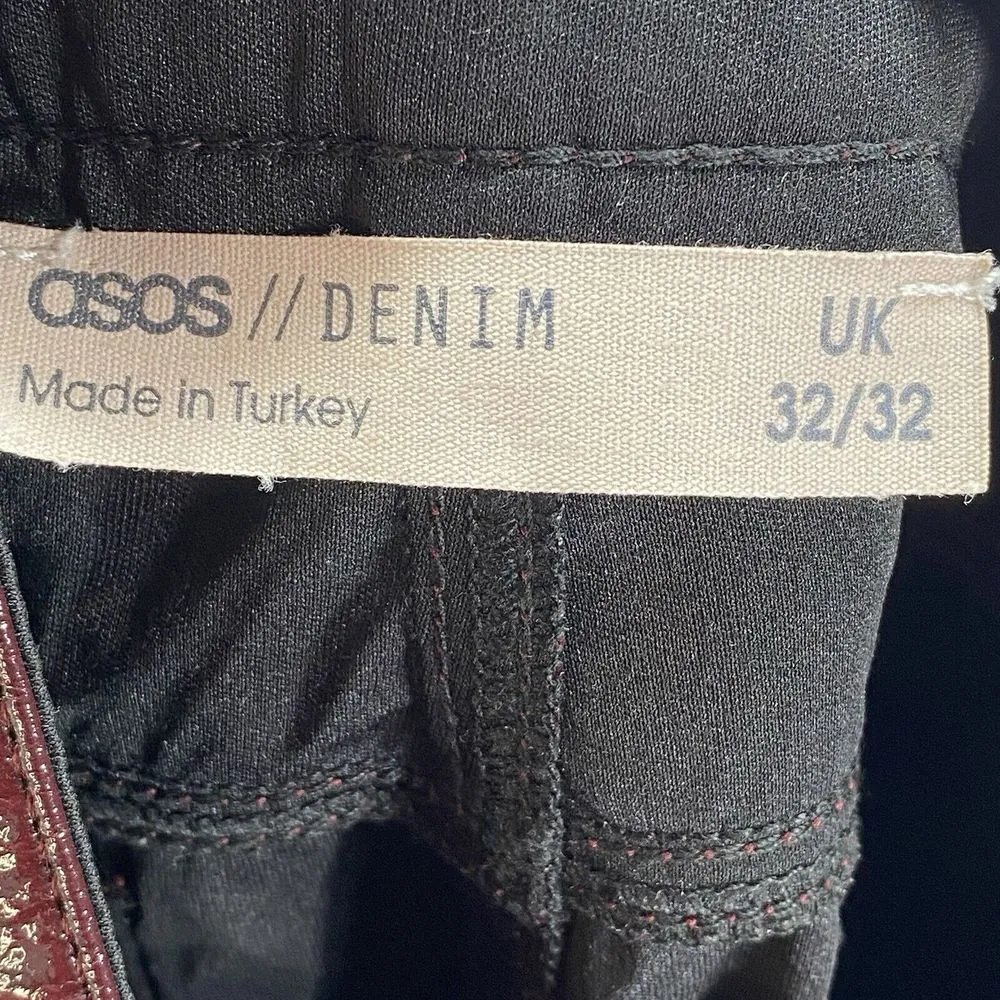 asos // DENIM UK
Made in Turkey 32/32